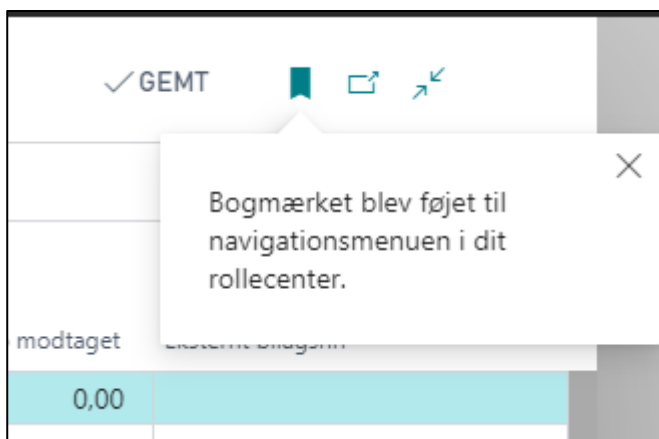 GEMT
Bogmærket blev føjet til
navigationsmenuen i dit
rollecenter.
modtaget
0,00